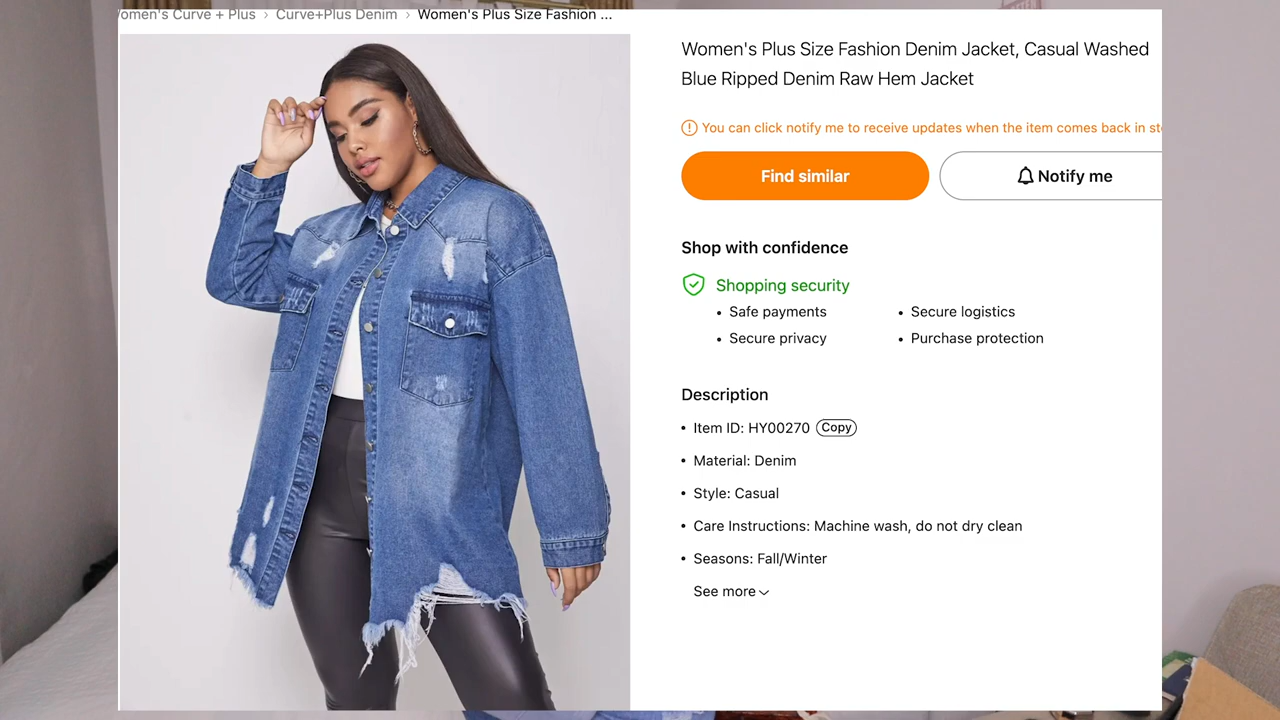 Women's Curve + Plus › Curve+Plus Denim › Women's Plus Size Fashion ...
Women's Plus Size Fashion Denim Jacket, Casual Washed
Blue Ripped Denim Raw Hem Jacket
You can click notify me to receive updates when the item comes back in st
Find similar
Notify me
Shop with confidence
Shopping security
• Safe payments
• Secure logistics
• Secure privacy
• Purchase protection
Description
• Item ID: HY00270 Copy
• Material: Denim
• Style: Casual
• Care Instructions: Machine wash, do not dry clean
• Seasons: Fall/Winter
See more